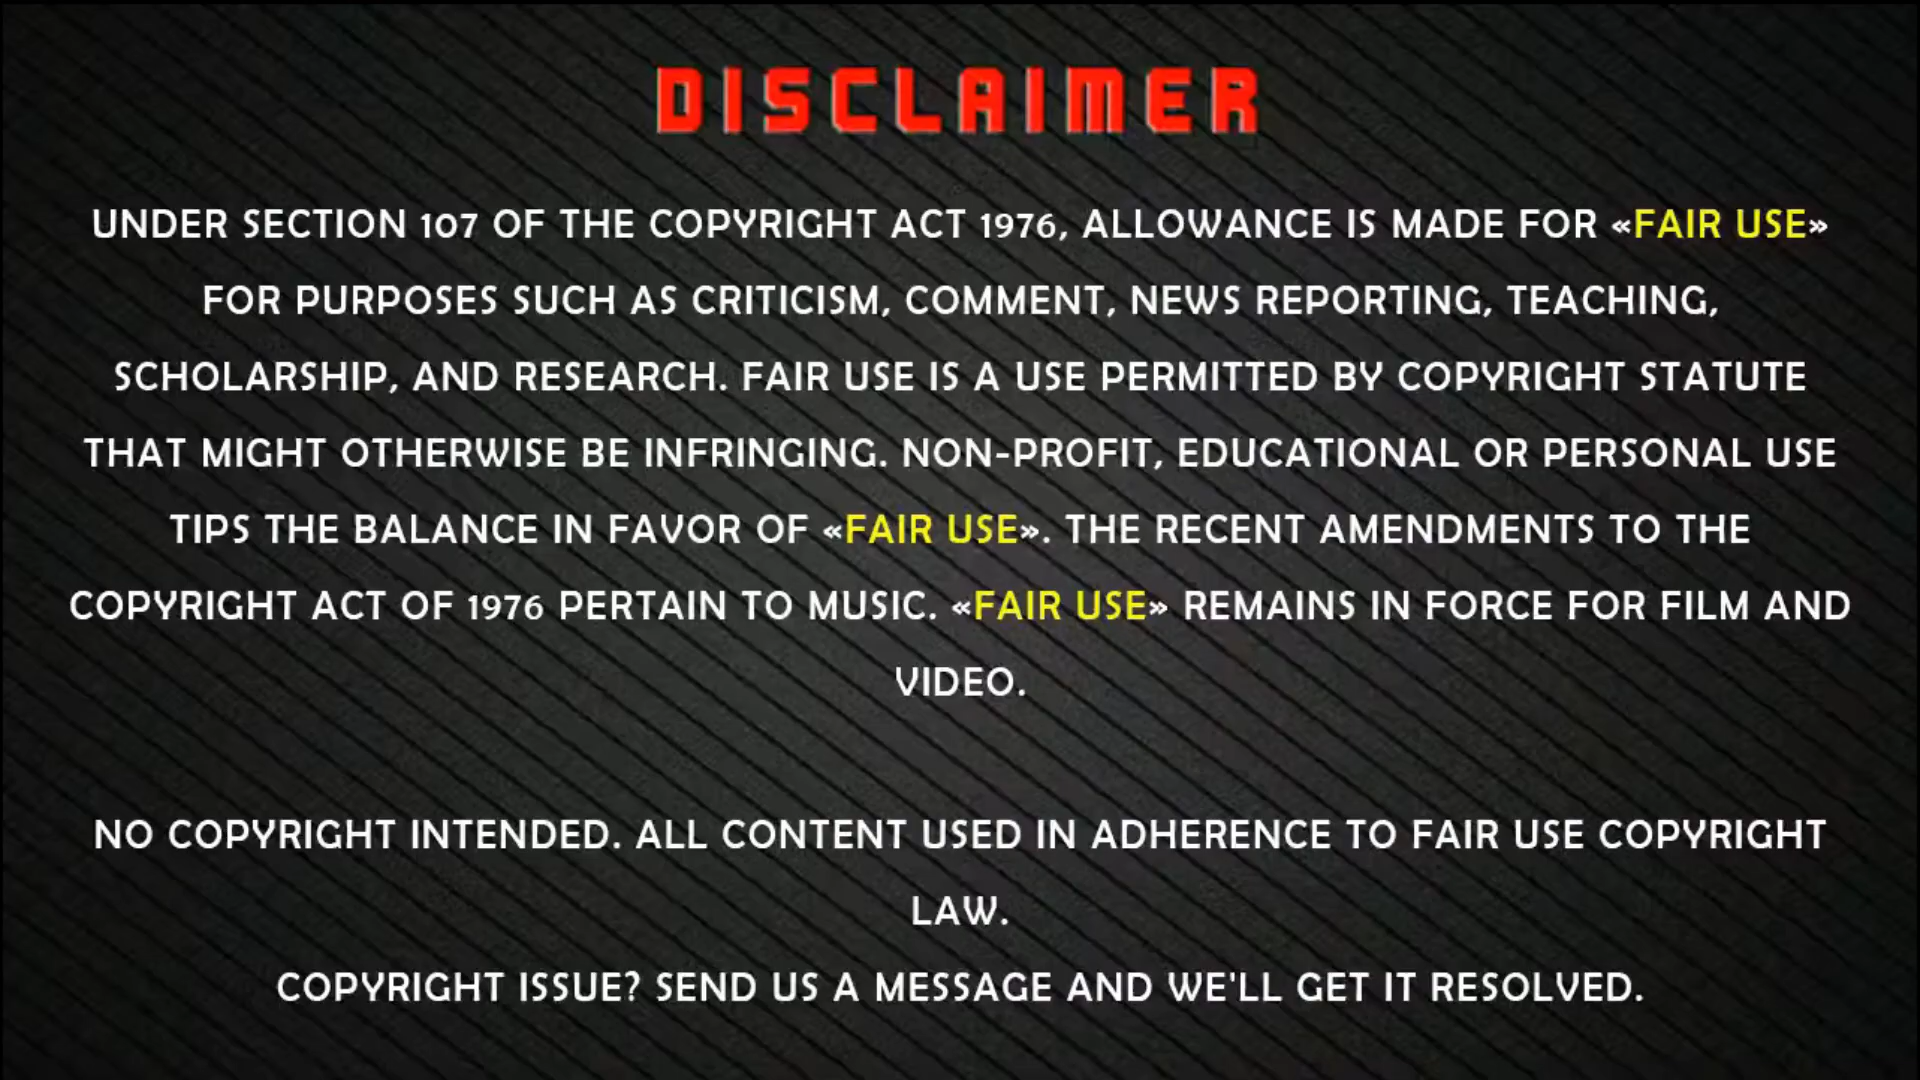 DISCLAIMER
UNDER SECTION 107 OF THE COPYRIGHT ACT 1976, ALLOWANCE IS MADE FOR «FAIR USE»
FOR PURPOSES SUCH AS CRITICISM, COMMENT, NEWS REPORTING, TEACHING,
SCHOLARSHIP, AND RESEARCH. FAIR USE IS A USE PERMITTED BY COPYRIGHT STATUTE
THAT MIGHT OTHERWISE BE INFRINGING. NON-PROFIT, EDUCATIONAL OR PERSONAL USE
TIPS THE BALANCE IN FAVOR OF «FAIR USE». THE RECENT AMENDMENTS TO THE
COPYRIGHT ACT OF 1976 PERTAIN TO MUSIC. «FAIR USE» REMAINS IN FORCE FOR FILM AND
VIDEO.
NO COPYRIGHT INTENDED. ALL CONTENT USED IN ADHERENCE TO FAIR USE COPYRIGHT
LAW.
COPYRIGHT ISSUE? SEND US A MESSAGE AND WE'LL GET IT RESOLVED.